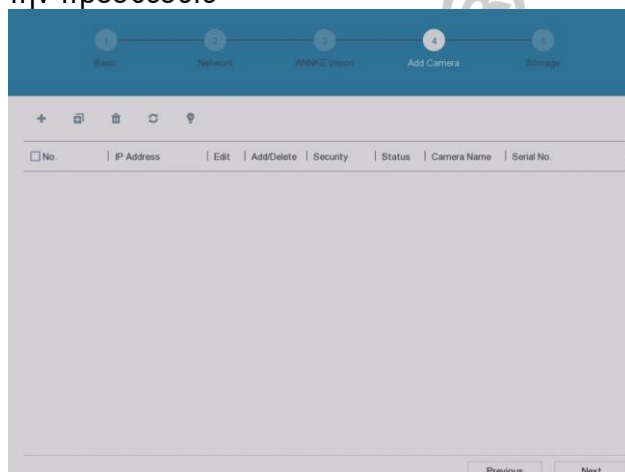 1 2 3 4 5
Basic Network ANNKE Vision Add Camera Storage
No. IP Address Edit Add/Delete Security Status Camera Name Serial No.
Previous Next